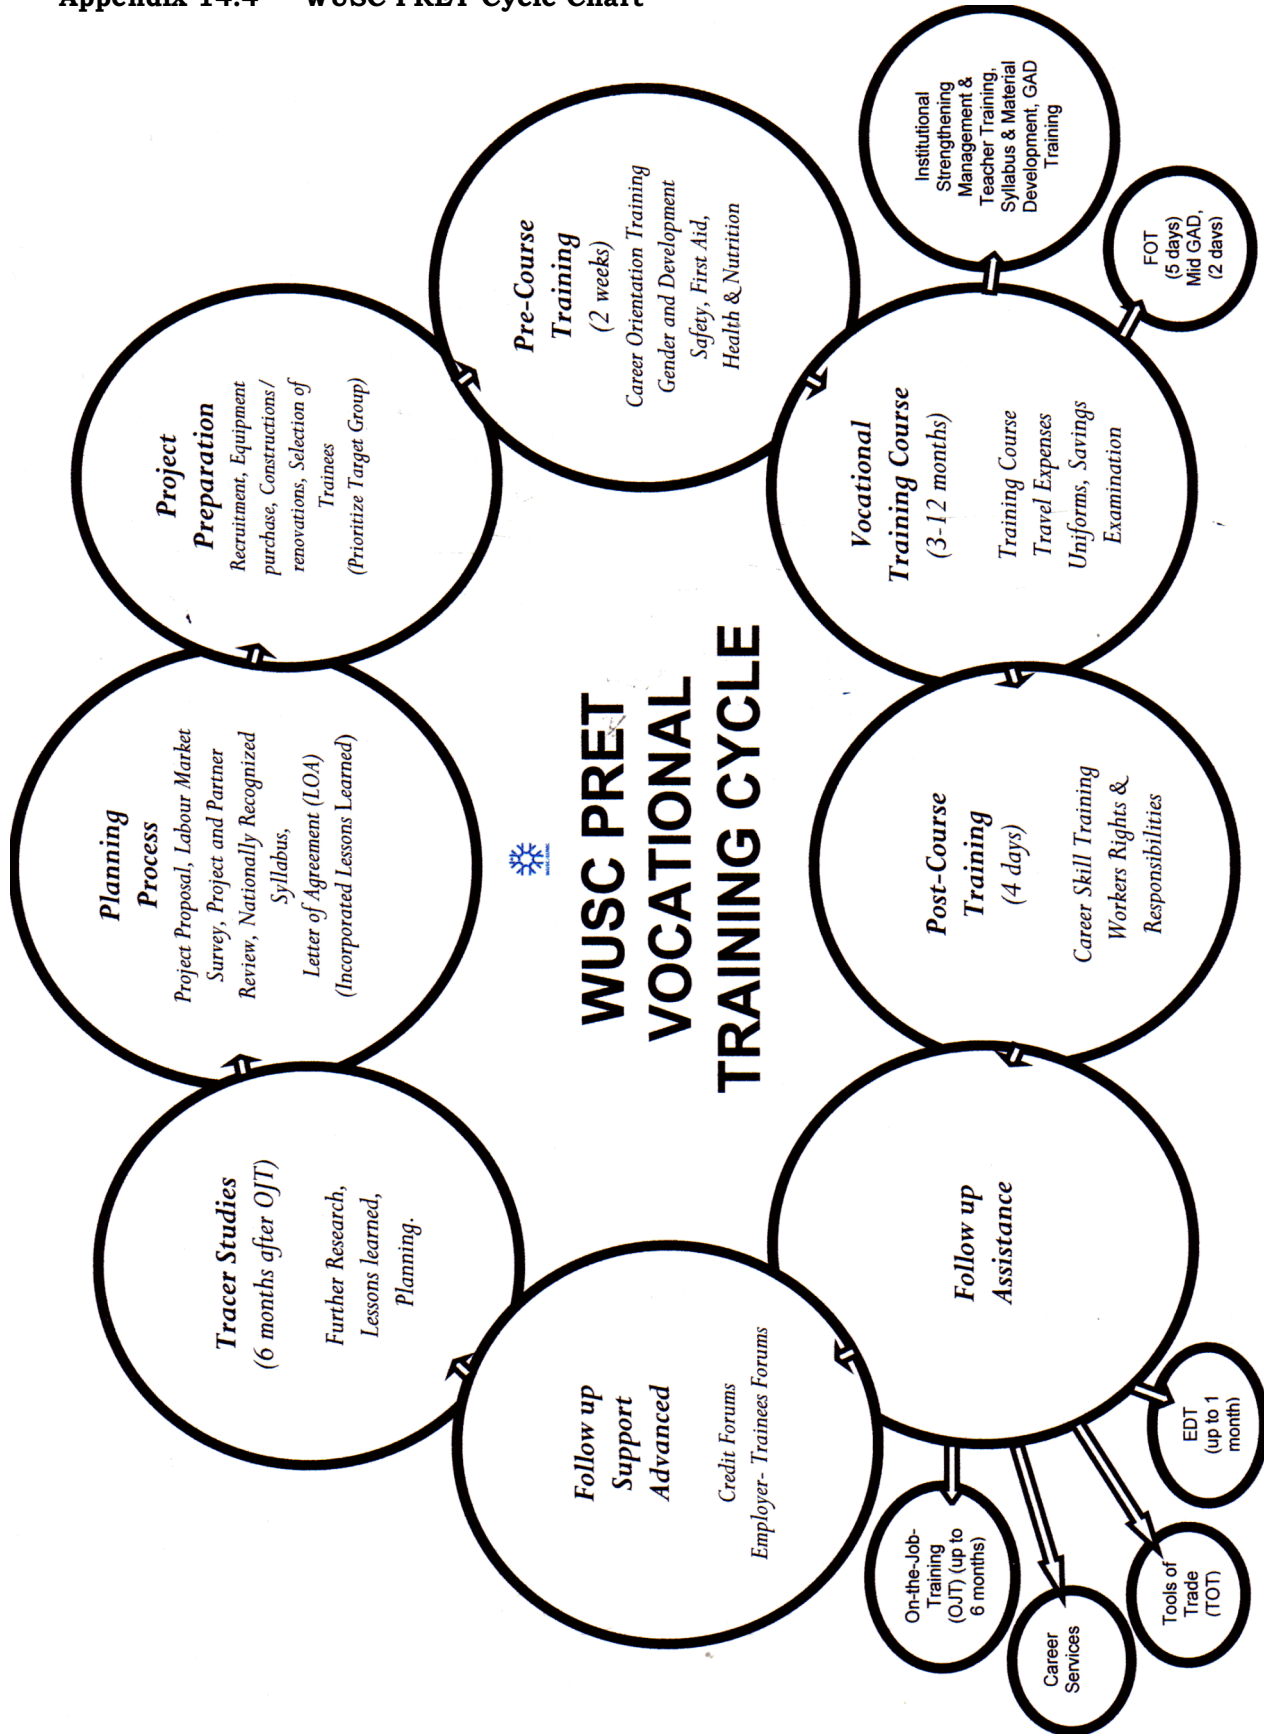 Appendix 14.4 WUSC PRET Cycle Chart
Planning
Process
Project Proposal, Labour Market
Survey, Project and Partner
Review, Nationally Recognized
Syllabus,
Letter of Agreement (LOA)
(Incorporated Lessons Learned)
Project
Preparation
Recruitment, Equipment
purchase, Constructions/
renovations, Selection of
Trainees
(Prioritize Target Group)
Pre-Course
Training
(2 weeks)
Career Orientation Training
Gender and Development
Safety, First Aid,
Health & Nutrition
Vocational
Training Course
(3-12 months)
Training Course
Travel Expenses
Uniforms, Savings
Examination
Institutional
Strengthening
Management &
Teacher Training,
Syllabus & Material
Development, GAD
Training
FOT
(5 days)
Mid GAD,
(2 days)
Post-Course
Training
(4 days)
Career Skill Training
Workers Rights &
Responsibilities
Follow up
Assistance
EDT
(up to 1
month)
Tools of
Trade
(TOT)
Career
Services
On-the-Job-
Training
(OJT) (up to
6 months)
Follow up
Support
Advanced
Credit Forums
Employer- Trainees Forums
Tracer Studies
(6 months after OJT)
Further Research,
Lessons learned,
Planning.
WUSC PRET
VOCATIONAL
TRAINING CYCLE